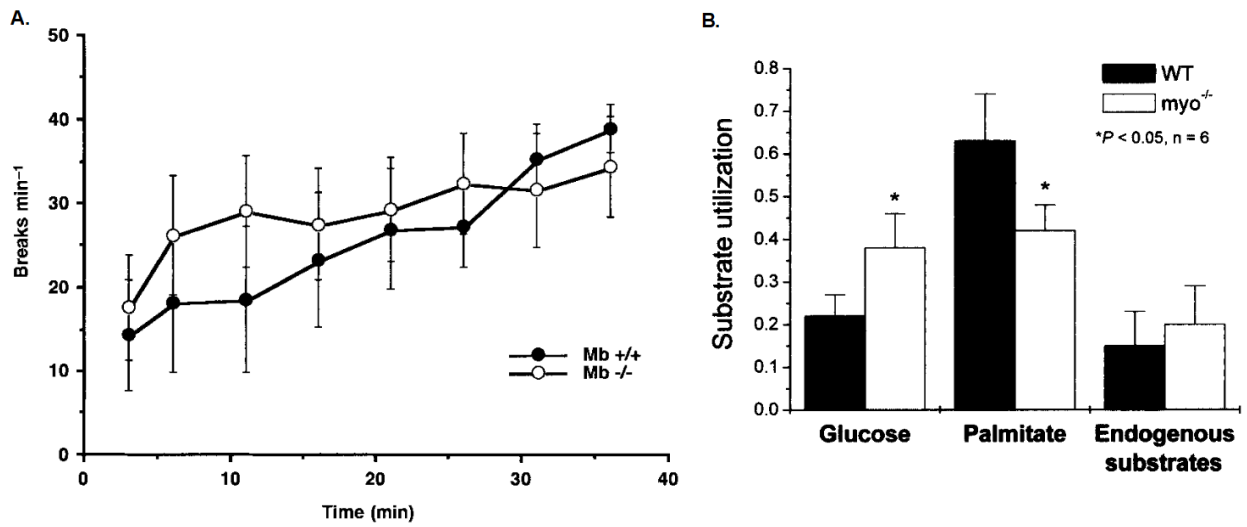 A.
50
40
30
20
10
0
Breaks min⁻¹
Mb +/+
Mb -/-
0 10 20 30 40
Time (min)
B.
0.8
0.7
0.6
0.5
0.4
0.3
0.2
0.1
0.0
Substrate utilization
WT
myo⁻/⁻
*P < 0.05, n = 6
* *
Glucose Palmitate Endogenous
substrates